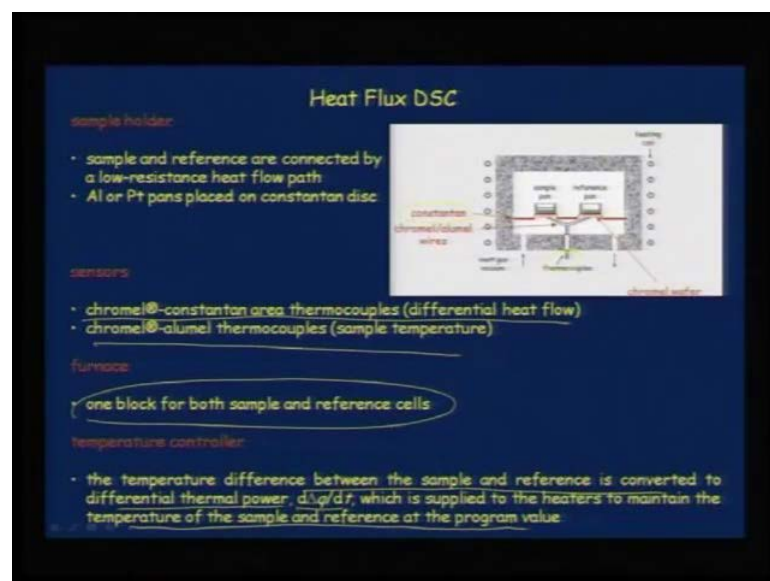 Heat Flux DSC
sample holder
• sample and reference are connected by
a low-resistance heat flow path
• Al or Pt pans placed on constantan disc
heating
coil
sample
pan
reference
pan
constantan
chromel/alumel
wires
inert gas
vacuum
thermocouples
chromel wafer
sensors
• chromel®-constantan area thermocouples (differential heat flow)
• chromel®-alumel thermocouples (sample temperature)
furnace
• one block for both sample and reference cells
temperature controller
• the temperature difference between the sample and reference is converted to
differential thermal power, dΔq/dt, which is supplied to the heaters to maintain the
temperature of the sample and reference at the program value